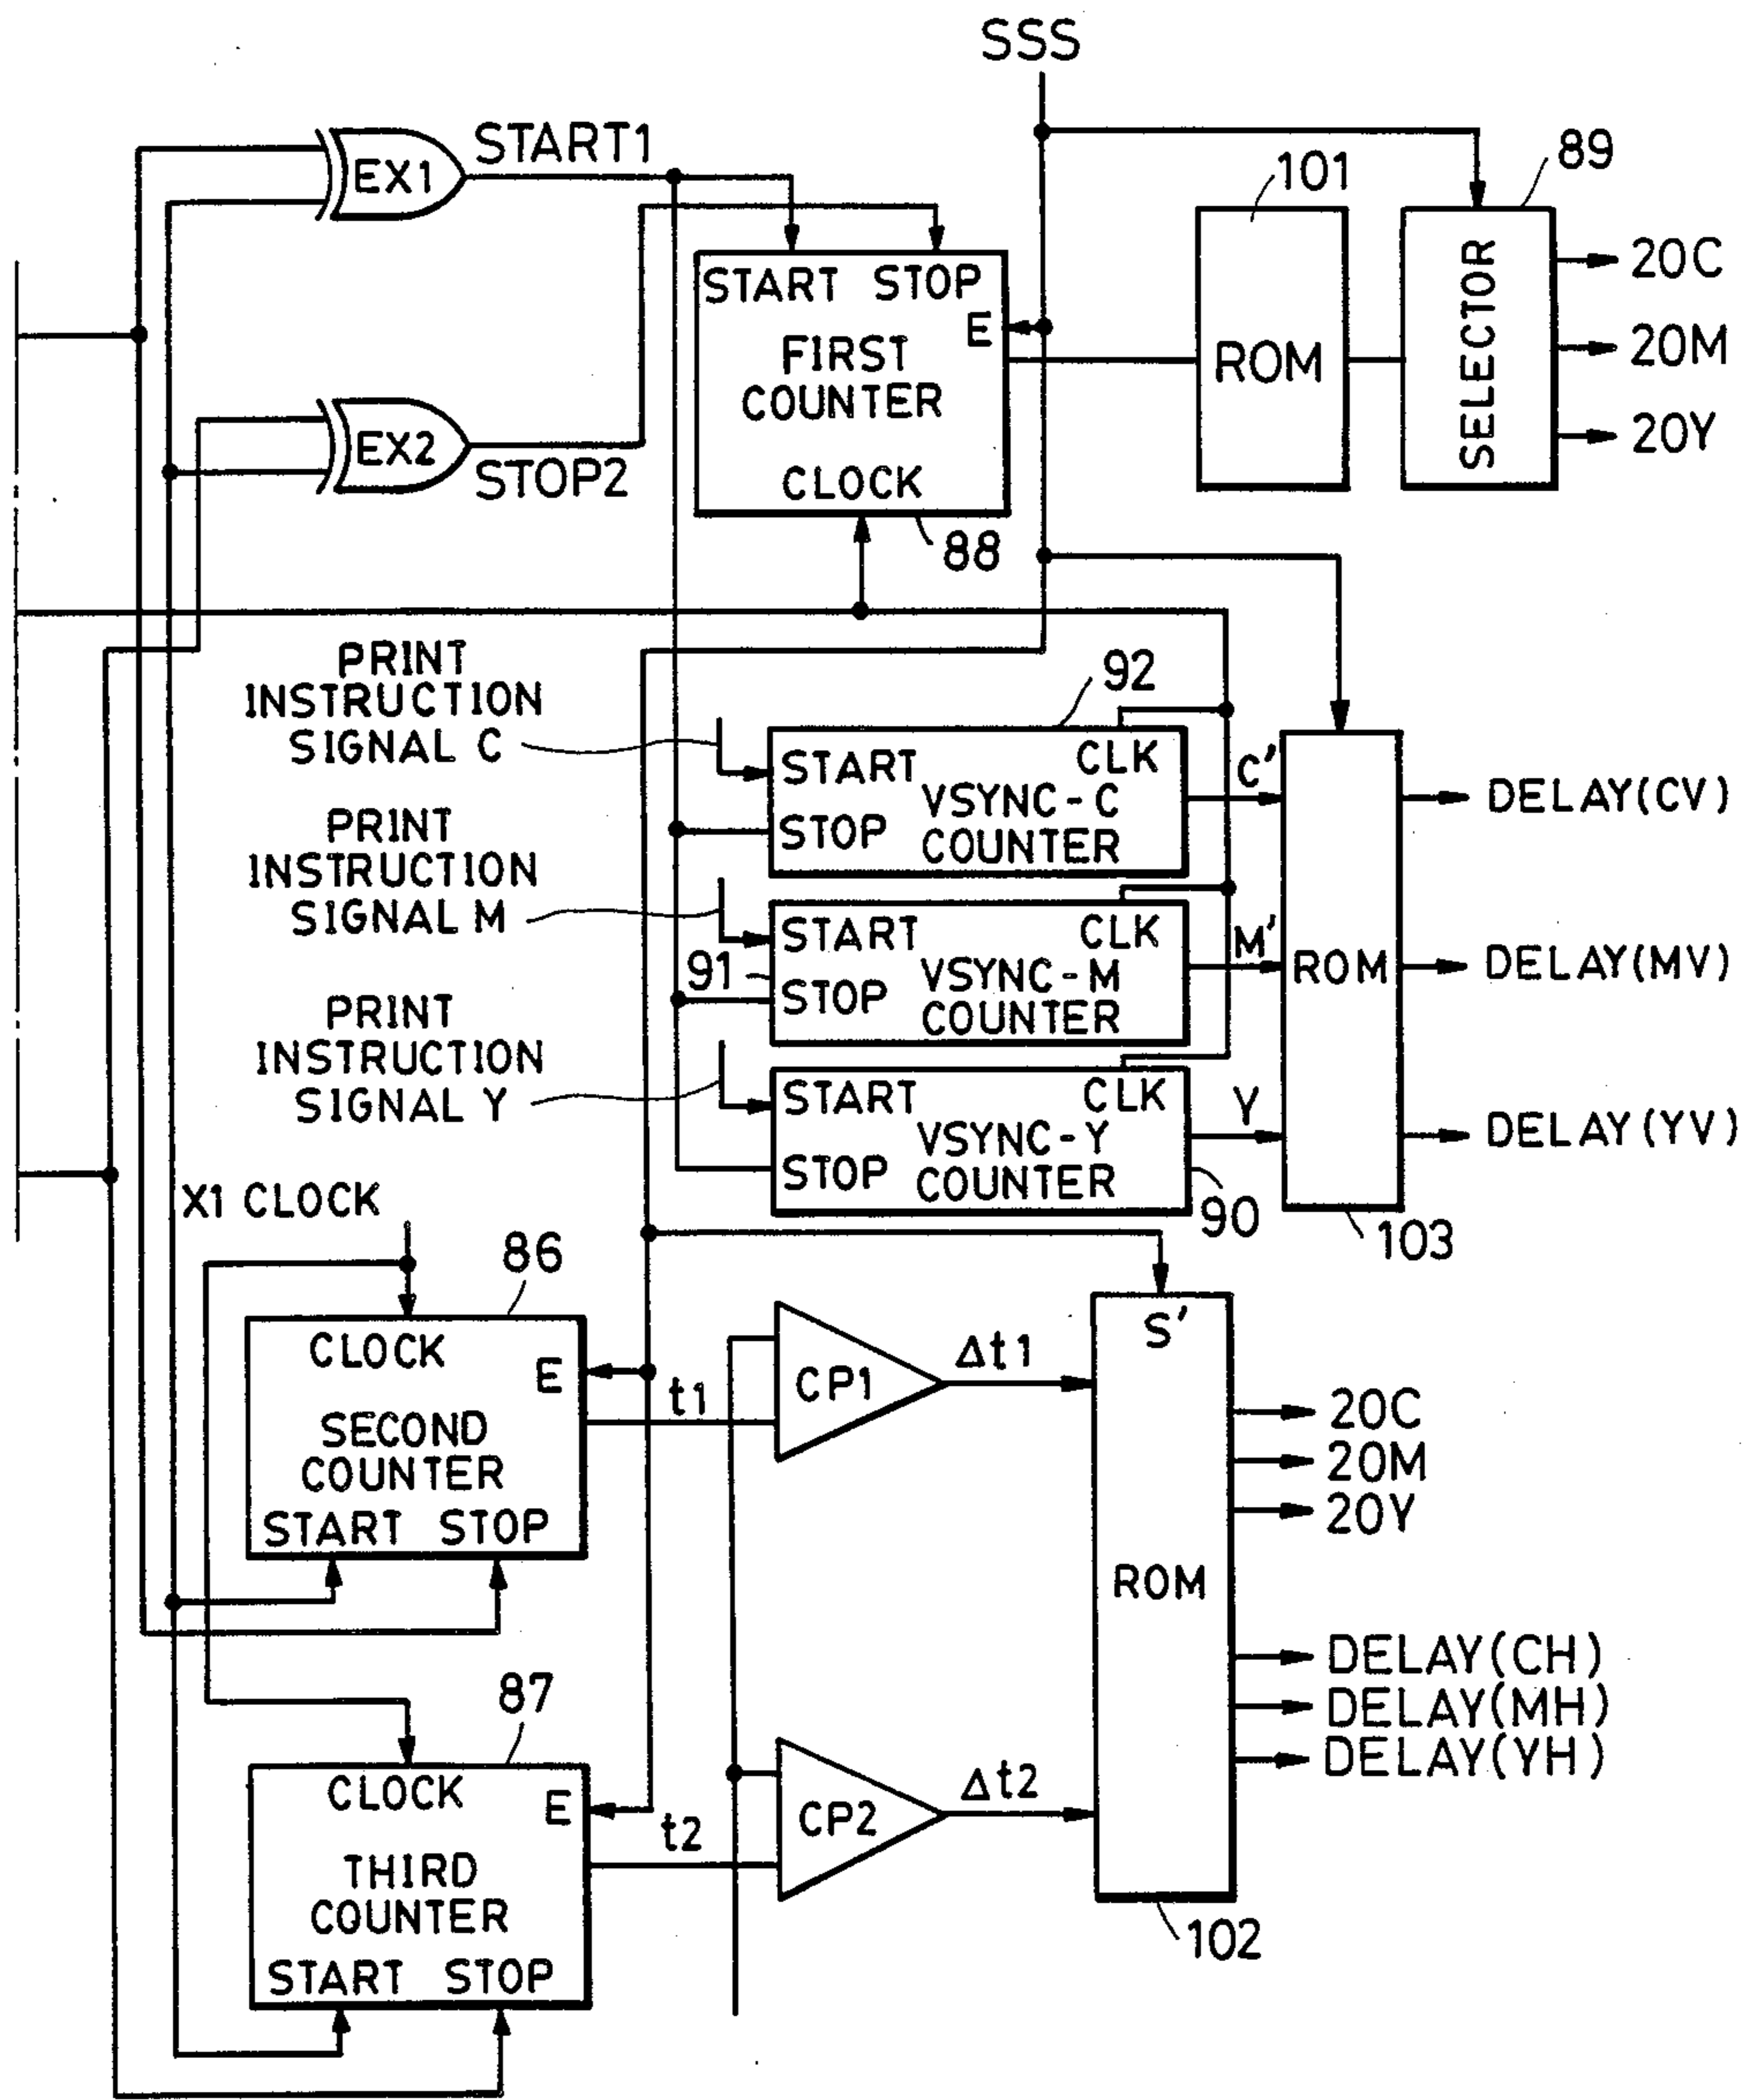 SSS
START1
EX1
101
89
START STOP
E
FIRST
COUNTER
CLOCK
88
ROM
SELECTOR
20C
20M
20Y
EX2
STOP2
PRINT
INSTRUCTION
SIGNAL C
92
START
CLK
VSYNC-C
STOP
COUNTER
C'
DELAY(CV)
PRINT
INSTRUCTION
SIGNAL M
91
START
CLK
VSYNC-M
STOP
COUNTER
M'
ROM
DELAY(MV)
PRINT
INSTRUCTION
SIGNAL Y
START
CLK
VSYNC-Y
STOP
COUNTER
90
Y
DELAY(YV)
103
X1 CLOCK
86
CLOCK
E
SECOND
COUNTER
START STOP
t1
CP1
Δt1
S'
ROM
20C
20M
20Y
DELAY(CH)
DELAY(MH)
DELAY(YH)
102
87
CLOCK
E
THIRD
COUNTER
START STOP
t2
CP2
Δt2